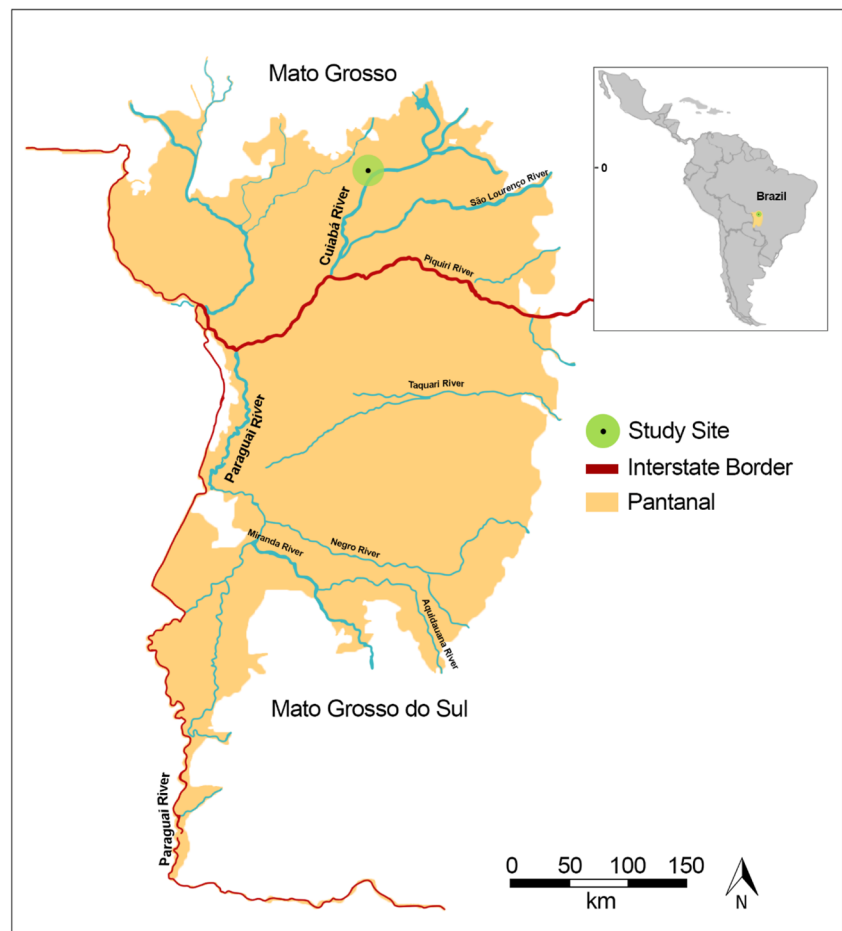 Mato Grosso
0
Brazil
São Lourenço River
Cuiabá River
Piquiri River
Taquari River
Paraguai River
Study Site
Interstate Border
Pantanal
Miranda River
Negro River
Aquidauana River
Mato Grosso do Sul
Paraguai River
0 50 100 150
km
N